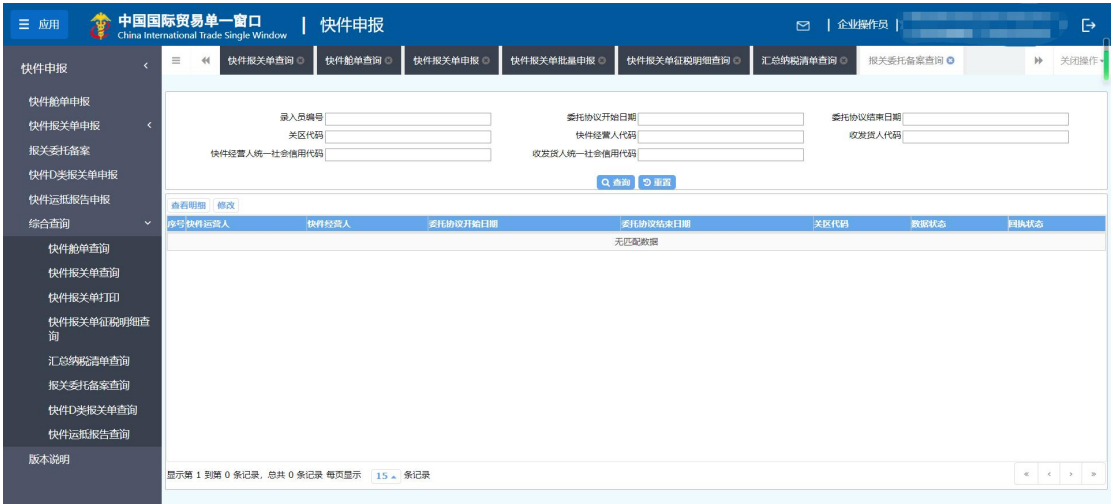 应用
中国国际贸易单一窗口
China International Trade Single Window
快件申报
企业操作员
快件申报
快件舱单申报
快件报关单申报
报关委托备案
快件D类报关单申报
快件运抵报告申报
综合查询
快件舱单查询
快件报关单查询
快件报关单打印
快件报关单征税明细查
询
汇总纳税清单查询
报关委托备案查询
快件D类报关单查询
快件运抵报告查询
版本说明
快件报关单查询 快件舱单查询 快件报关单申报 快件报关单批量申报 快件报关单征税明细查询 汇总纳税清单查询 报关委托备案查询 关闭操作
录入员编号 委托协议开始日期 委托协议结束日期
关区代码 快件经营人代码 收发货人代码
快件经营人统一社会信用代码 收发货人统一社会信用代码
查询 重置
查看明细 修改
序号 快件运营人 快件经营人 委托协议开始日期 委托协议结束日期 关区代码 数据状态 回执状态
无匹配数据
显示第 1 到第 0 条记录，总共 0 条记录 每页显示 15 条记录